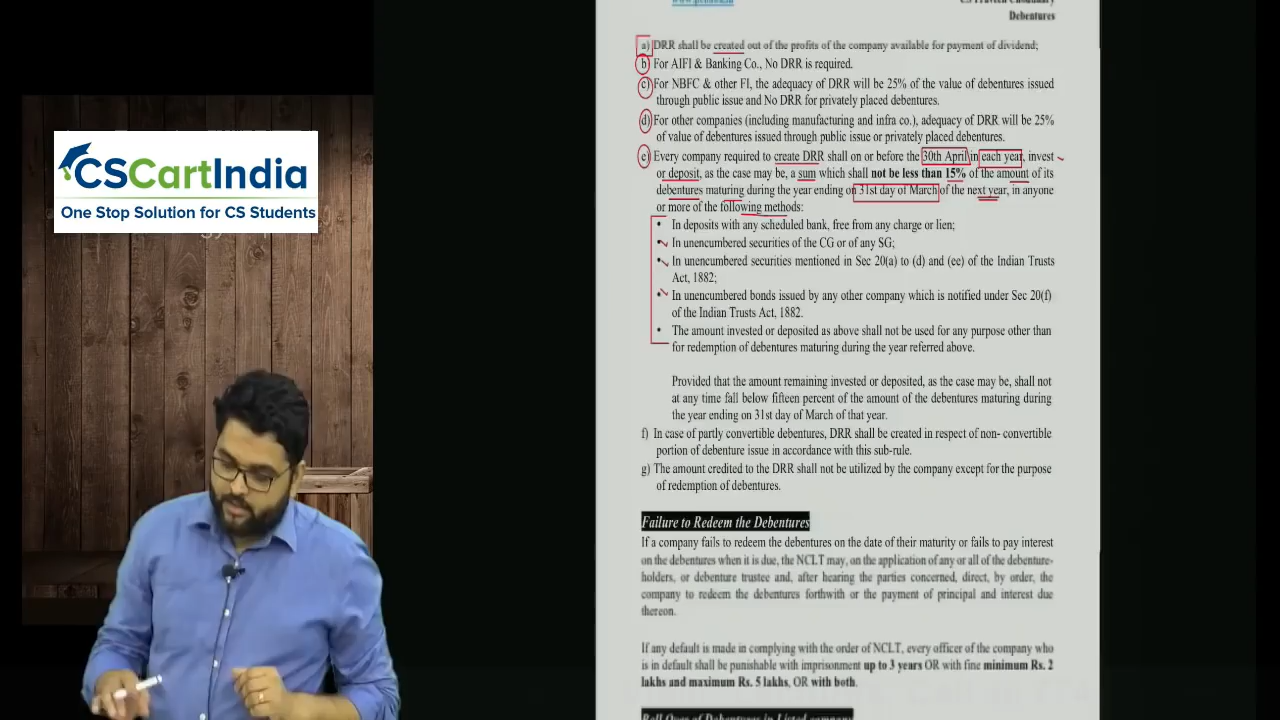 CS Praveen Choudhary
Debentures
a) DRR shall be created out of the profits of the company available for payment of dividend;
b) For AIFI & Banking Co., No DRR is required.
c) For NBFC & other FI, the adequacy of DRR will be 25% of the value of debentures issued
through public issue and No DRR for privately placed debentures.
d) For other companies (including manufacturing and infra co.), adequacy of DRR will be 25%
of value of debentures issued through public issue or privately placed debentures.
e) Every company required to create DRR shall on or before the 30th April in each year, invest
or deposit, as the case may be, a sum which shall not be less than 15% of the amount of its
debentures maturing during the year ending on 31st day of March of the next year, in anyone
or more of the following methods:
• In deposits with any scheduled bank, free from any charge or lien;
• In unencumbered securities of the CG or of any SG;
• In unencumbered securities mentioned in Sec 20(a) to (d) and (ee) of the Indian Trusts
Act, 1882;
• In unencumbered bonds issued by any other company which is notified under Sec 20(f)
of the Indian Trusts Act, 1882.
• The amount invested or deposited as above shall not be used for any purpose other than
for redemption of debentures maturing during the year referred above.
Provided that the amount remaining invested or deposited, as the case may be, shall not
at any time fall below fifteen percent of the amount of the debentures maturing during
the year ending on 31st day of March of that year.
f) In case of partly convertible debentures, DRR shall be created in respect of non- convertible
portion of debenture issue in accordance with this sub-rule.
g) The amount credited to the DRR shall not be utilized by the company except for the purpose
of redemption of debentures.
Failure to Redeem the Debentures
If a company fails to redeem the debentures on the date of their maturity or fails to pay interest
on the debentures when it is due, the NCLT may, on the application of any or all of the debenture-
holders, or debenture trustee and, after hearing the parties concerned, direct, by order, the
company to redeem the debentures forthwith or the payment of principal and interest due
thereon.
If any default is made in complying with the order of NCLT, every officer of the company who
is in default shall be punishable with imprisonment up to 3 years OR with fine minimum Rs. 2
lakhs and maximum Rs. 5 lakhs, OR with both.
Roll Over of Debentures in Listed company
CSCartIndia
One Stop Solution for CS Students